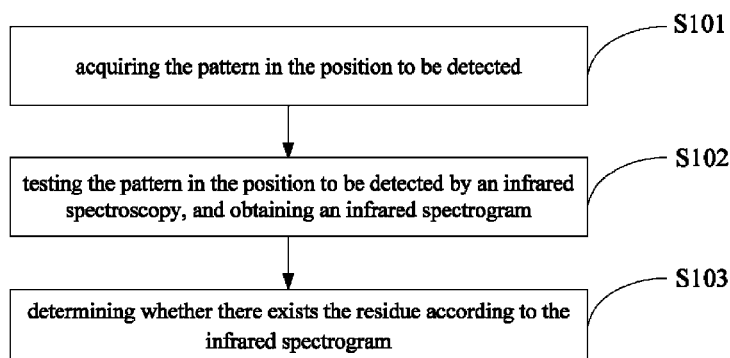 S101
acquiring the pattern in the position to be detected
S102
testing the pattern in the position to be detected by an infrared
spectroscopy, and obtaining an infrared spectrogram
S103
determining whether there exists the residue according to the
infrared spectrogram